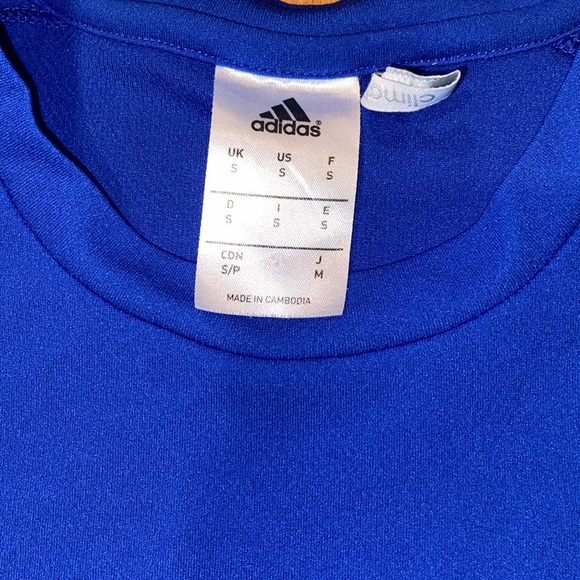 adidas®
UK US F
S S S
D I E
S S S
CDN J
S/P M
MADE IN CAMBODIA